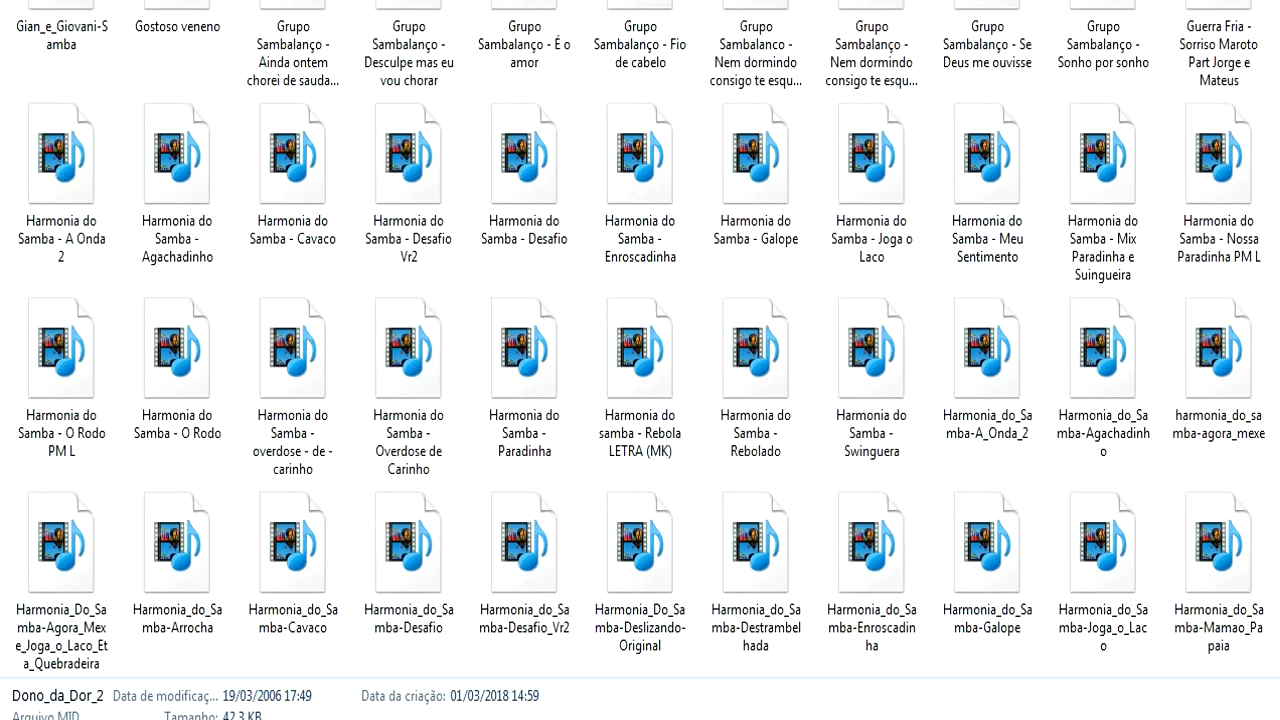 Gian_e_Giovani-S
amba
Gostoso veneno
Grupo
Sambalanço -
Ainda ontem
chorei de sauda...
Grupo
Sambalanço -
Desculpe mas eu
vou chorar
Grupo
Sambalanço - É o
amor
Grupo
Sambalanço - Fio
de cabelo
Grupo
Sambalanco -
Nem dormindo
consigo te esqu...
Grupo
Sambalanço -
Nem dormindo
consigo te esqu...
Grupo
Sambalanço - Se
Deus me ouvisse
Grupo
Sambalanço -
Sonho por sonho
Guerra Fria -
Sorriso Maroto
Part Jorge e
Mateus
Harmonia do
Samba - A Onda
2
Harmonia do
Samba -
Agachadinho
Harmonia do
Samba - Cavaco
Harmonia do
Samba - Desafio
Vr2
Harmonia do
Samba - Desafio
Harmonia do
Samba -
Enroscadinha
Harmonia do
Samba - Galope
Harmonia do
Samba - Joga o
Laco
Harmonia do
Samba - Meu
Sentimento
Harmonia do
Samba - Mix
Paradinha e
Suingueira
Harmonia do
Samba - Nossa
Paradinha PM L
Harmonia do
Samba - O Rodo
PM L
Harmonia do
Samba - O Rodo
Harmonia do
Samba -
overdose - de -
carinho
Harmonia do
Samba -
Overdose de
Carinho
Harmonia do
Samba -
Paradinha
Harmonia do
samba - Rebola
LETRA (MK)
Harmonia do
Samba -
Rebolado
Harmonia do
Samba -
Swinguera
Harmonia_do_Sa
mba-A_Onda_2
Harmonia_do_Sa
mba-Agachadinh
o
harmonia_do_sa
mba-agora_mexe
Harmonia_Do_Sa
mba-Agora_Mex
e_Joga_o_Laco_Et
a_Quebradeira
Harmonia_do_Sa
mba-Arrocha
Harmonia_do_Sa
mba-Cavaco
Harmonia_do_Sa
mba-Desafio
Harmonia_do_Sa
mba-Desafio_Vr2
Harmonia_Do_Sa
mba-Deslizando-
Original
Harmonia_do_Sa
mba-Destrambel
hada
Harmonia_do_Sa
mba-Enroscadin
ha
Harmonia_do_Sa
mba-Galope
Harmonia_do_Sa
mba-Joga_o_Lac
o
Harmonia_do_Sa
mba-Mamao_Pa
paia
Dono_da_Dor_2 Data de modificaç... 19/03/2006 17:49 Data da criação: 01/03/2018 14:59
Arquivo MID Tamanho: 42,3 KB